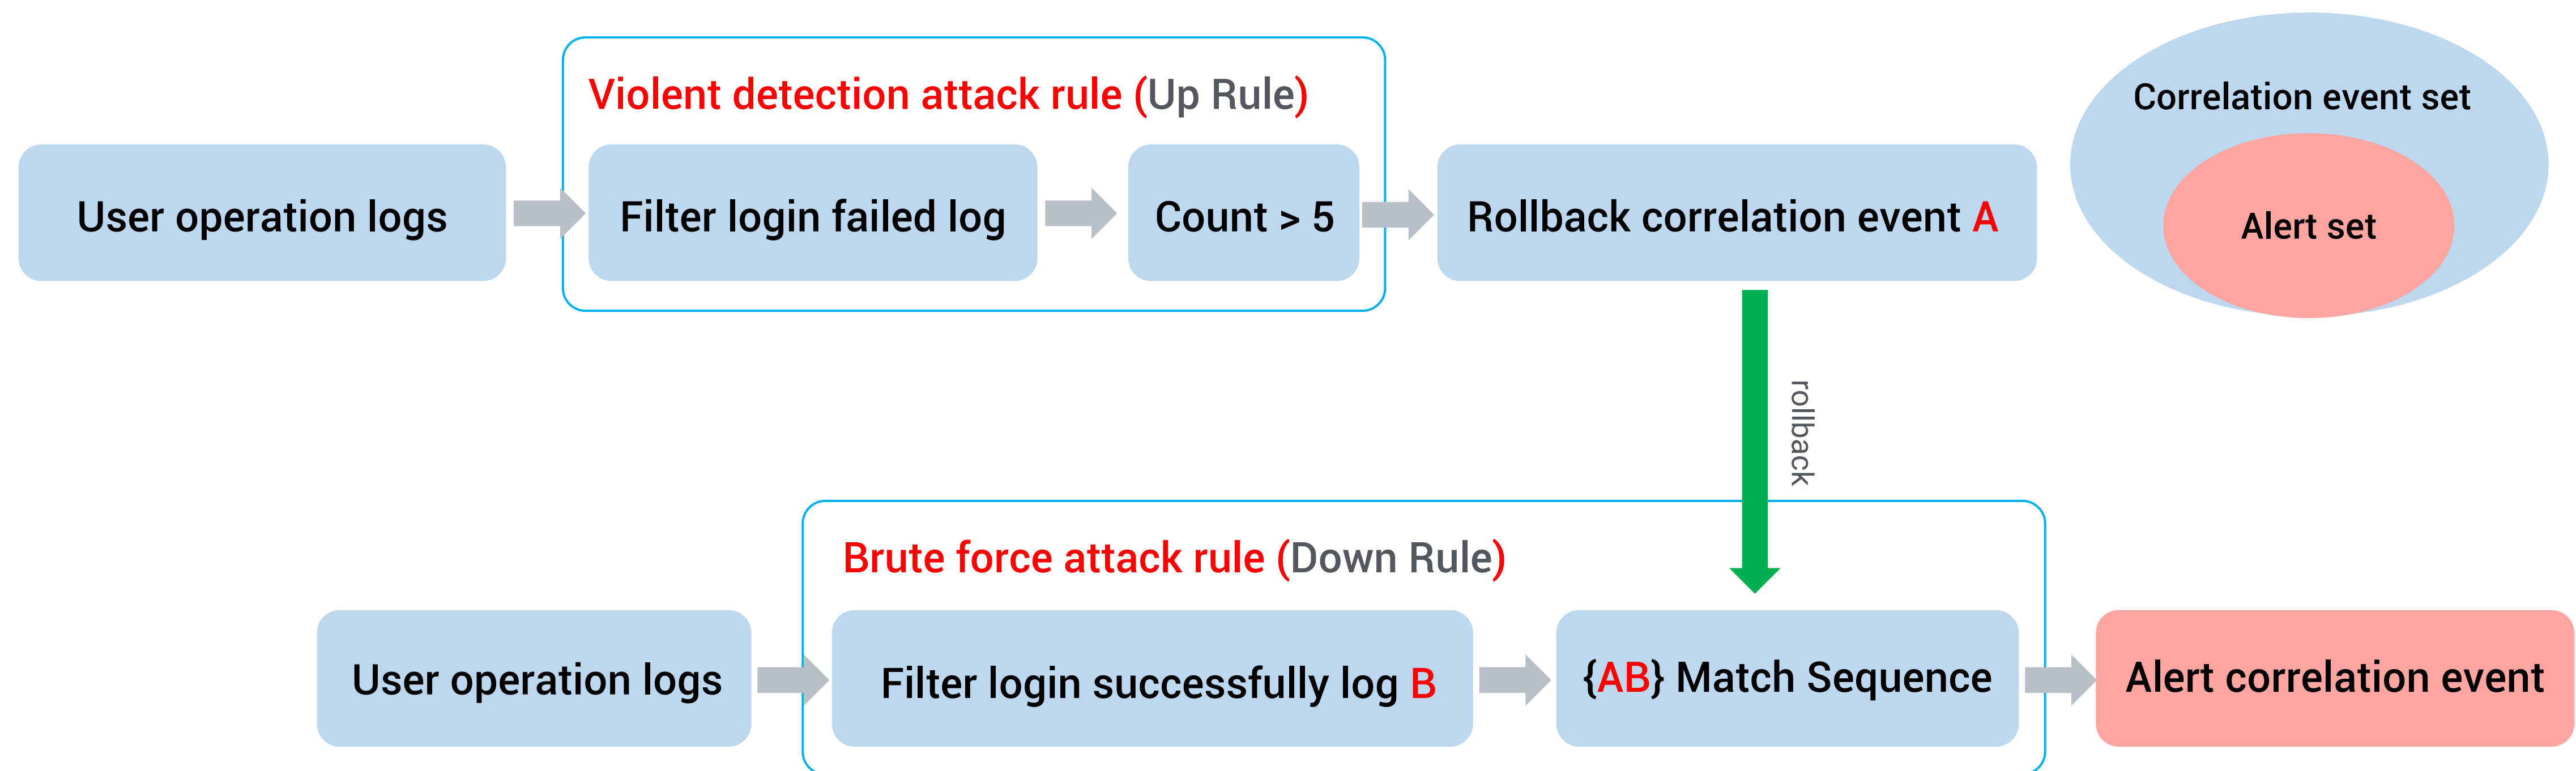 Violent detection attack rule (Up Rule)
User operation logs
Filter login failed log
Count > 5
Rollback correlation event A
Correlation event set
Alert set
rollback
Brute force attack rule (Down Rule)
User operation logs
Filter login successfully log B
{AB} Match Sequence
Alert correlation event